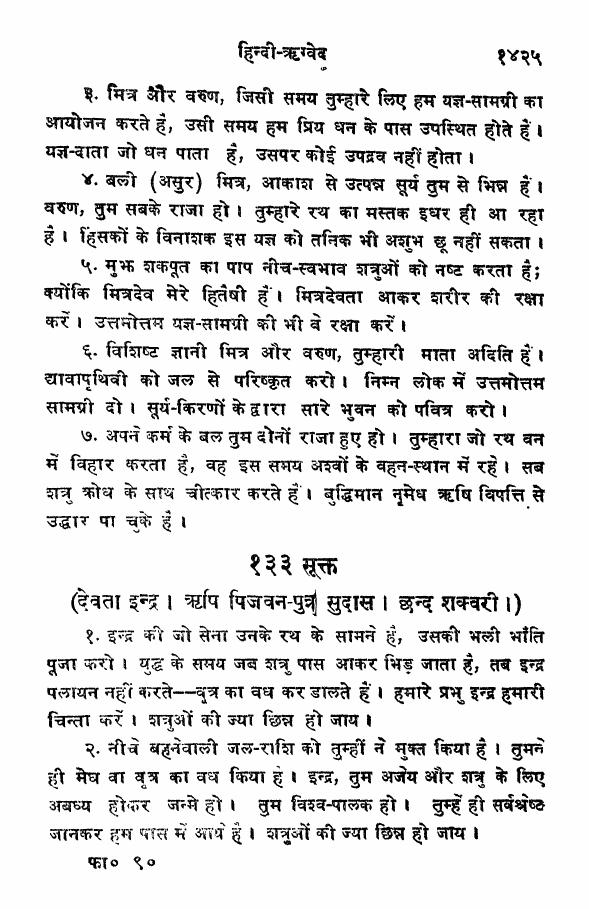 हिन्दी-ऋग्वेद १४२५
३. मित्र और वरुण, जिसी समय तुम्हारे लिए हम यज्ञ-सामग्री का
आयोजन करते हैं, उसी समय हम प्रिय धन के पास उपस्थित होते हैं।
यज्ञ-दाता जो धन पाता है, उसपर कोई उपद्रव नहीं होता।
४. बली (असुर) मित्र, आकाश से उत्पन्न सूर्य तुम से भिन्न हैं।
वरुण, तुम सबके राजा हो। तुम्हारे रथ का मस्तक इधर ही आ रहा
है। हिंसकों के विनाशक इस यज्ञ को तनिक भी अशुभ छू नहीं सकता।
५. मुझ शकपूत का पाप नीच-स्वभाव शत्रुओं को नष्ट करता है;
क्योंकि मित्रदेव मेरे हितैषी हैं। मित्रदेवता आकर शरीर की रक्षा
करें। उत्तमोत्तम यज्ञ-सामग्री की भी वे रक्षा करें।
६. विशिष्ट ज्ञानी मित्र और वरुण, तुम्हारी माता अदिति हैं।
द्यावापृथिवी को जल से परिष्कृत करो। निम्न लोक में उत्तमोत्तम
सामग्री दो। सूर्य-किरणों के द्वारा सारे भुवन को पवित्र करो।
७. अपने कर्म के बल तुम दोनों राजा हुए हो। तुम्हारा जो रथ वन
में विहार करता है, वह इस समय अश्वों के वहन-स्थान में रहे। सब
शत्रु क्रोध के साथ चीत्कार करते हैं। बुद्धिमान नृमेध ऋषि विपत्ति से
उद्धार पा चुके हैं।
१३३ सूक्त
(देवता इन्द्र। ऋषि पिजवन-पुत्र सुदास। छन्द शक्वरी।)
१. इन्द्र की जो सेना उनके रथ के सामने है, उसकी भली भाँति
पूजा करो। युद्ध के समय जब शत्रु पास आकर भिड़ जाता है, तब इन्द्र
पलायन नहीं करते--वृत्र का वध कर डालते हैं। हमारे प्रभु इन्द्र हमारी
चिन्ता करें। शत्रुओं की ज्या छिन्न हो जाय।
२. नीचे बहनेवाली जल-राशि को तुम्हीं ने मुक्त किया है। तुमने
ही मेघ वा वृत्र का वध किया है। इन्द्र, तुम अजेय और शत्रु के लिए
अबध्य होकर जन्मे हो। तुम विश्व-पालक हो। तुम्हें ही सर्वश्रेष्ठ
जानकर हम पास में आये हैं। शत्रुओं की ज्या छिन्न हो जाय।
फा० ९०